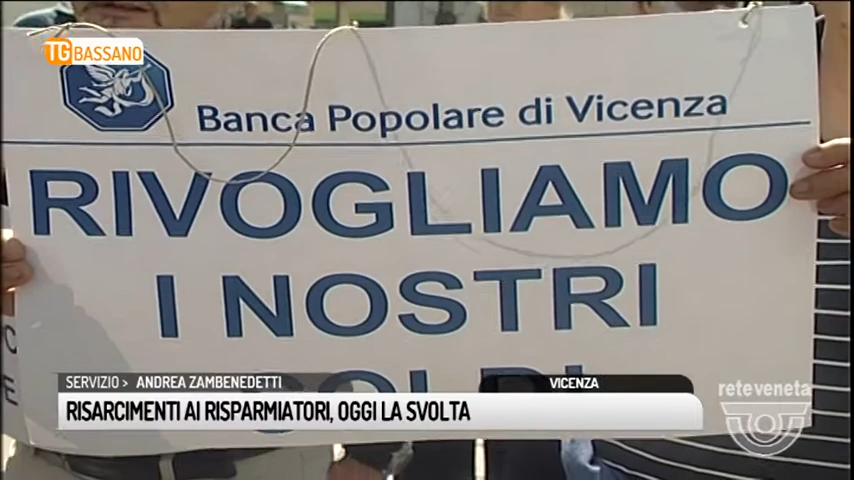 TG BASSANO
Banca Popolare di Vicenza
RIVOGLIAMO
I NOSTRI
SOLDI
SERVIZIO > ANDREA ZAMBENEDETTI
VICENZA
RISARCIMENTI AI RISPARMIATORI, OGGI LA SVOLTA
reteveneta